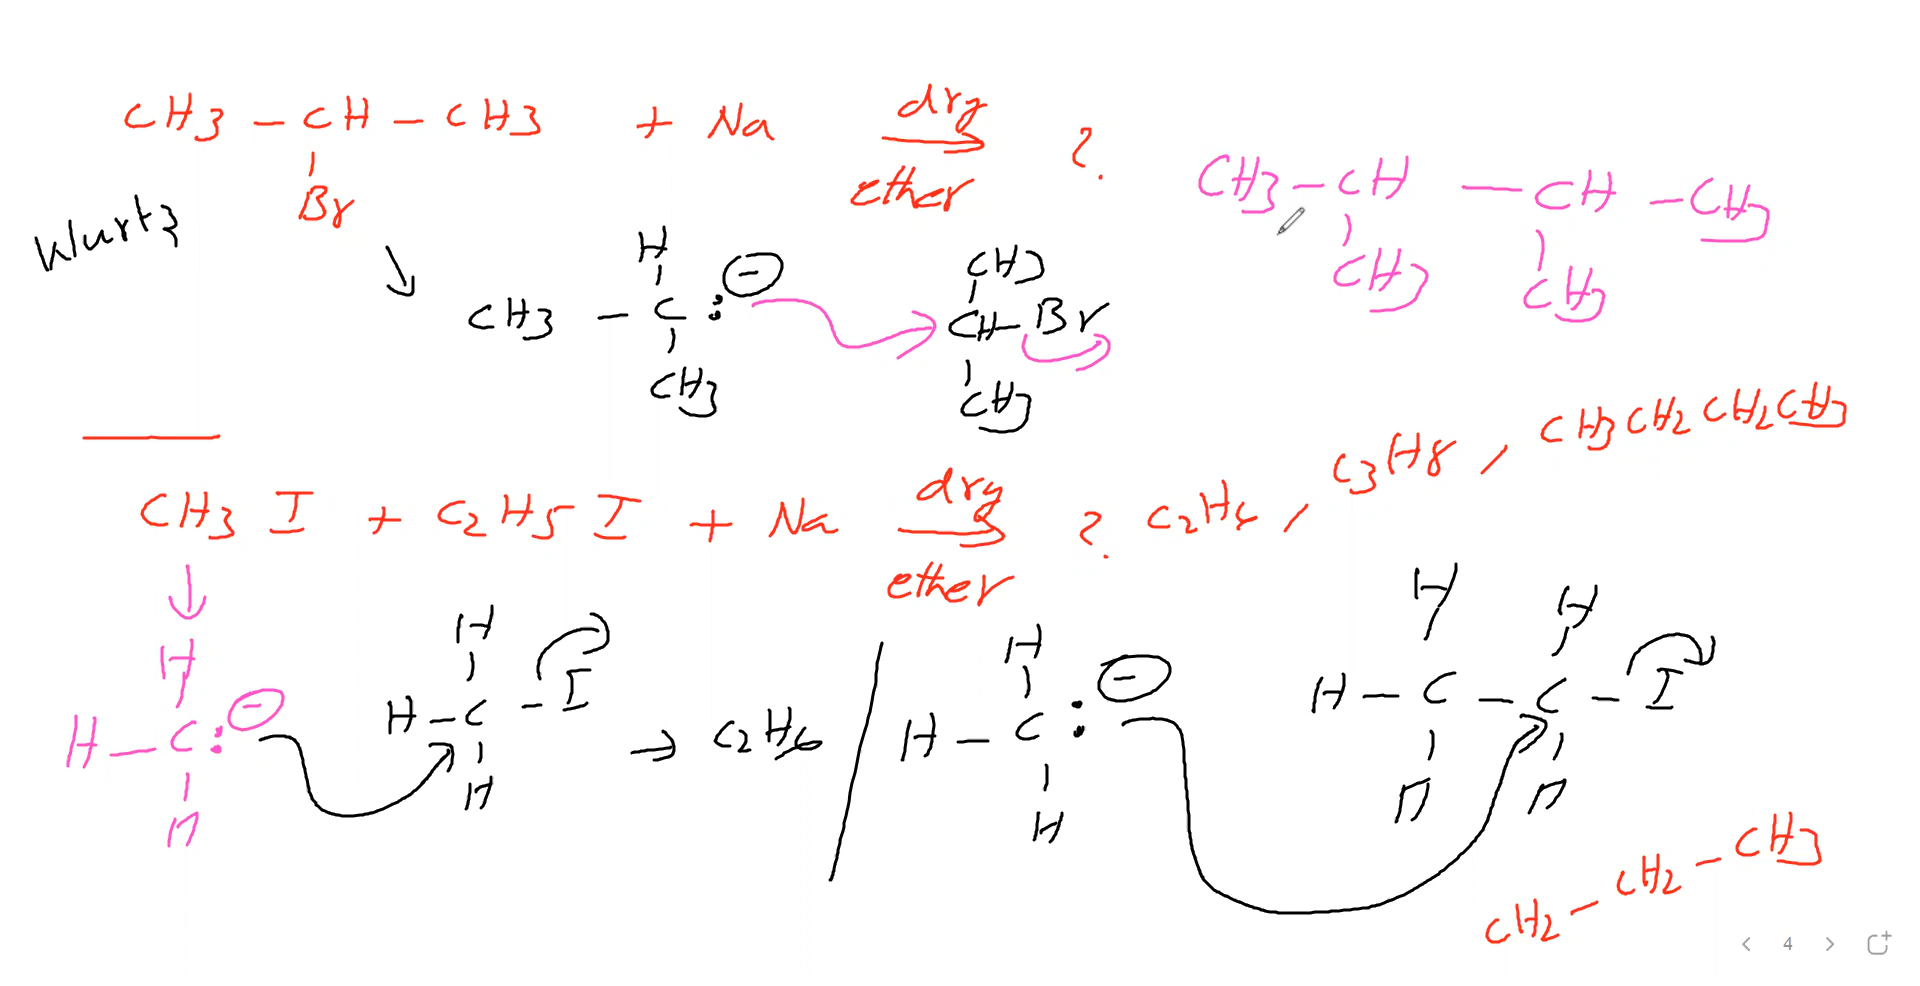 CH3 – CH – CH3 + Na dry ether ?
Br
Wurtz
CH3 – CH — CH – CH3
CH3 CH3
H
CH3 – C : ⊖
CH3
CH3
CH – Br
CH3
CH3 I + C2H5 I + Na dry ether ? C2H6 , C3H8 , CH3CH2CH2CH3
H
H – C : ⊖
H
H
H – C – I → C2H6
H
H
H – C : ⊖
H
H H
H – C – C – I
H H
CH2 – CH2 – CH3
4